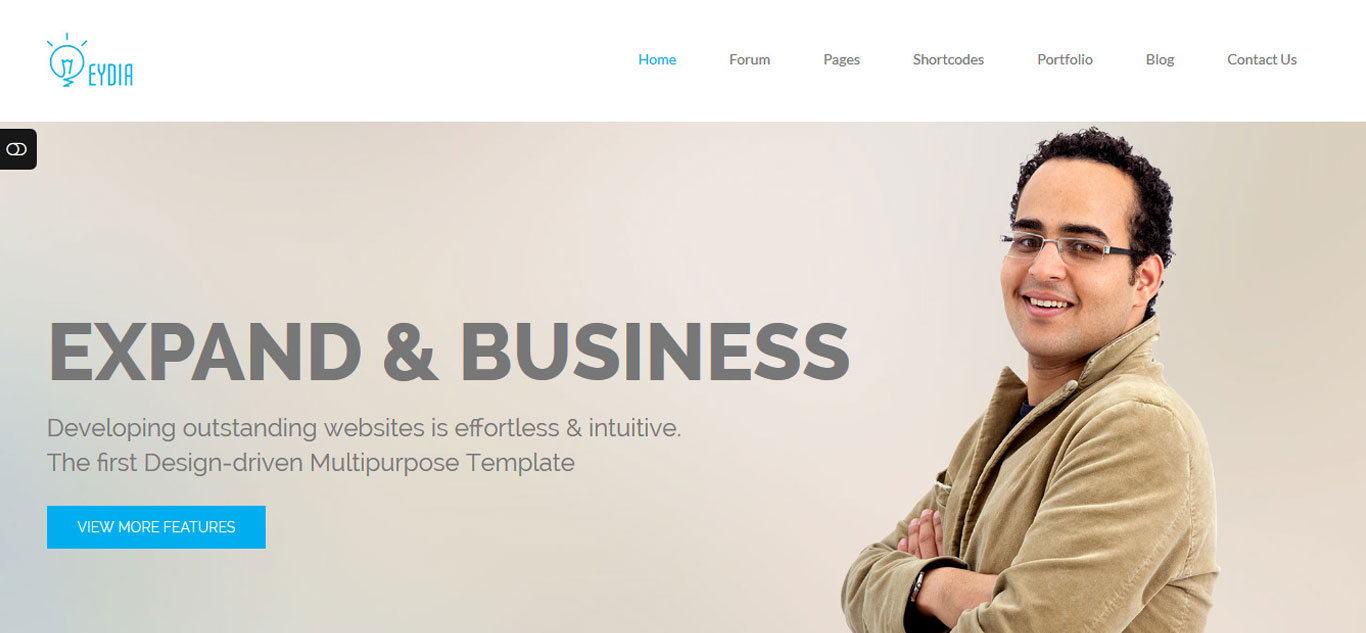 EYDIA
Home Forum Pages Shortcodes Portfolio Blog Contact Us
EXPAND & BUSINESS
Developing outstanding websites is effortless & intuitive.
The first Design-driven Multipurpose Template
VIEW MORE FEATURES